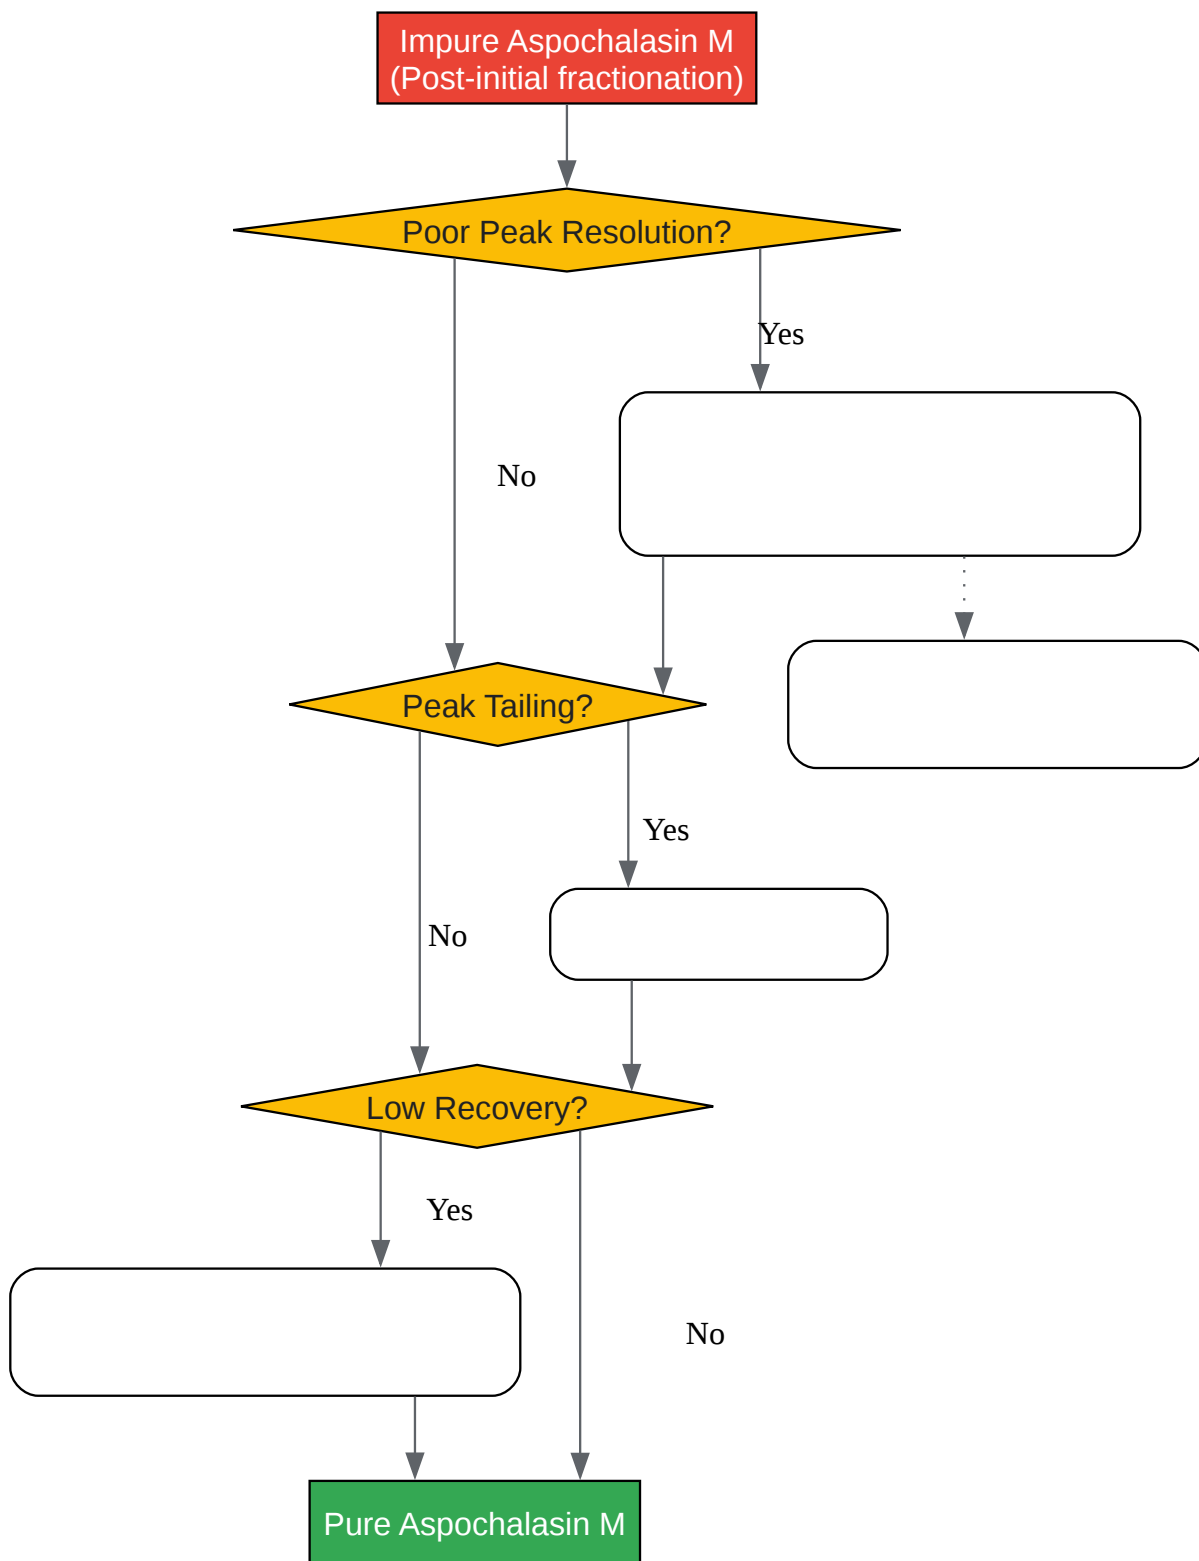 Impure Aspochalasin M
(Post-initial fractionation)
Poor Peak Resolution?
Yes
No
Peak Tailing?
Yes
No
Low Recovery?
Yes
No
Pure Aspochalasin M